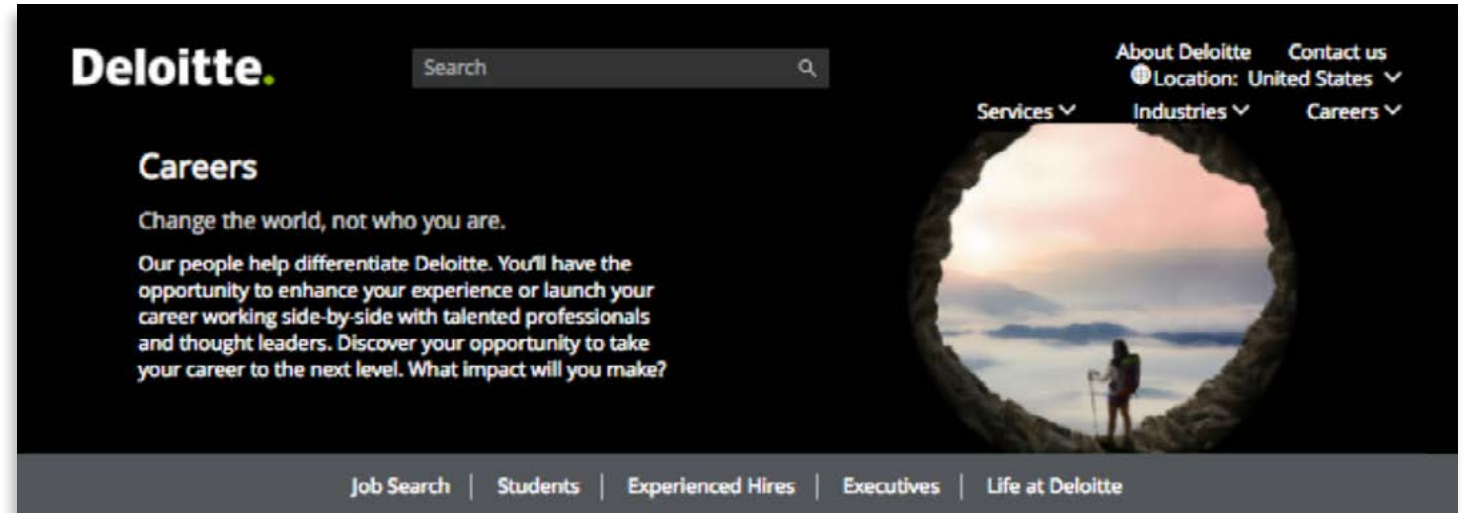 Deloitte.
Search
About Deloitte Contact us
Location: United States
Services Industries Careers
Careers
Change the world, not who you are.
Our people help differentiate Deloitte. You'll have the
opportunity to enhance your experience or launch your
career working side-by-side with talented professionals
and thought leaders. Discover your opportunity to take
your career to the next level. What impact will you make?
Job Search | Students | Experienced Hires | Executives | Life at Deloitte